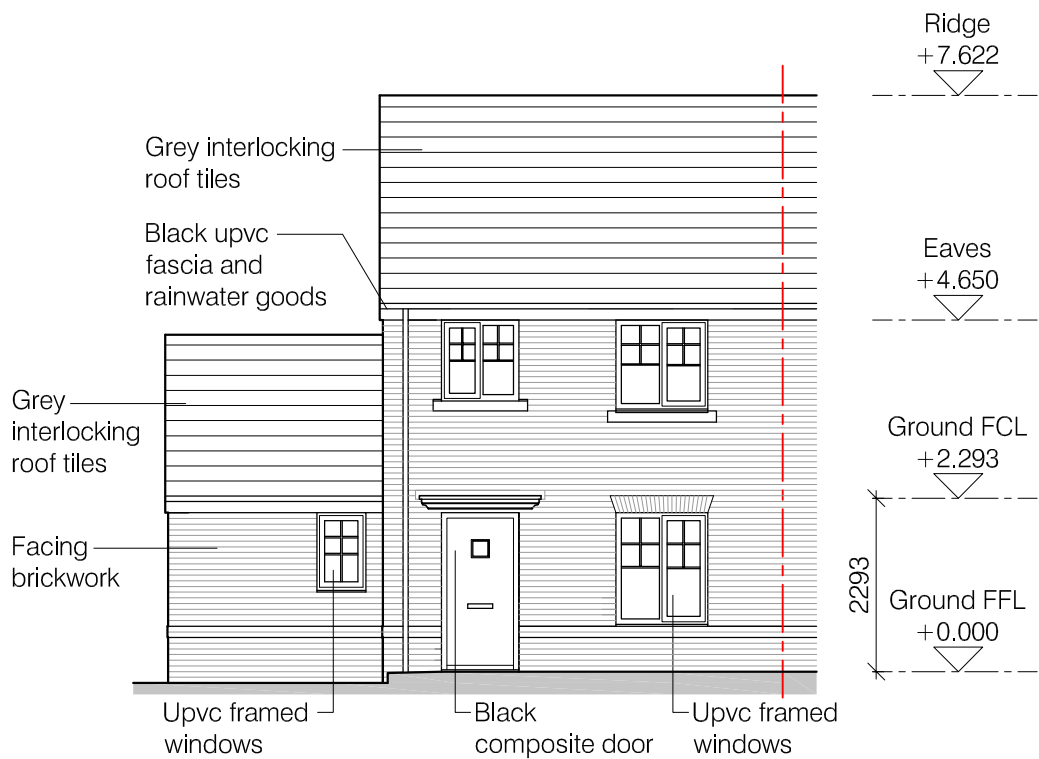 Ridge
+7.622
Grey interlocking
roof tiles
Black upvc
fascia and
rainwater goods
Eaves
+4.650
Grey
interlocking
roof tiles
Ground FCL
+2.293
Facing
brickwork
2293
Ground FFL
+0.000
Upvc framed
windows
Black
composite door
Upvc framed
windows